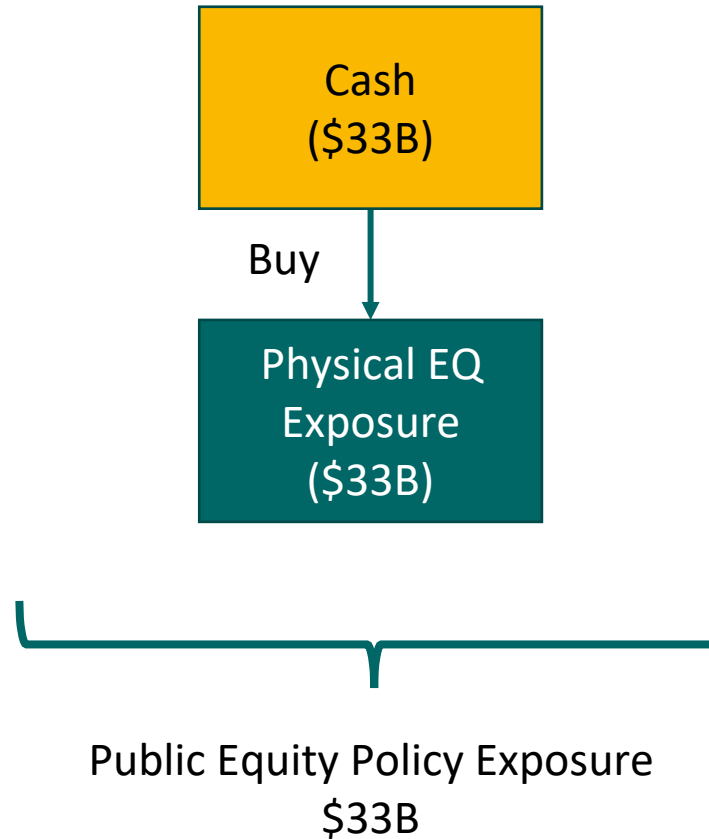 Cash
($33B)
Buy
Physical EQ
Exposure
($33B)
Public Equity Policy Exposure
$33B